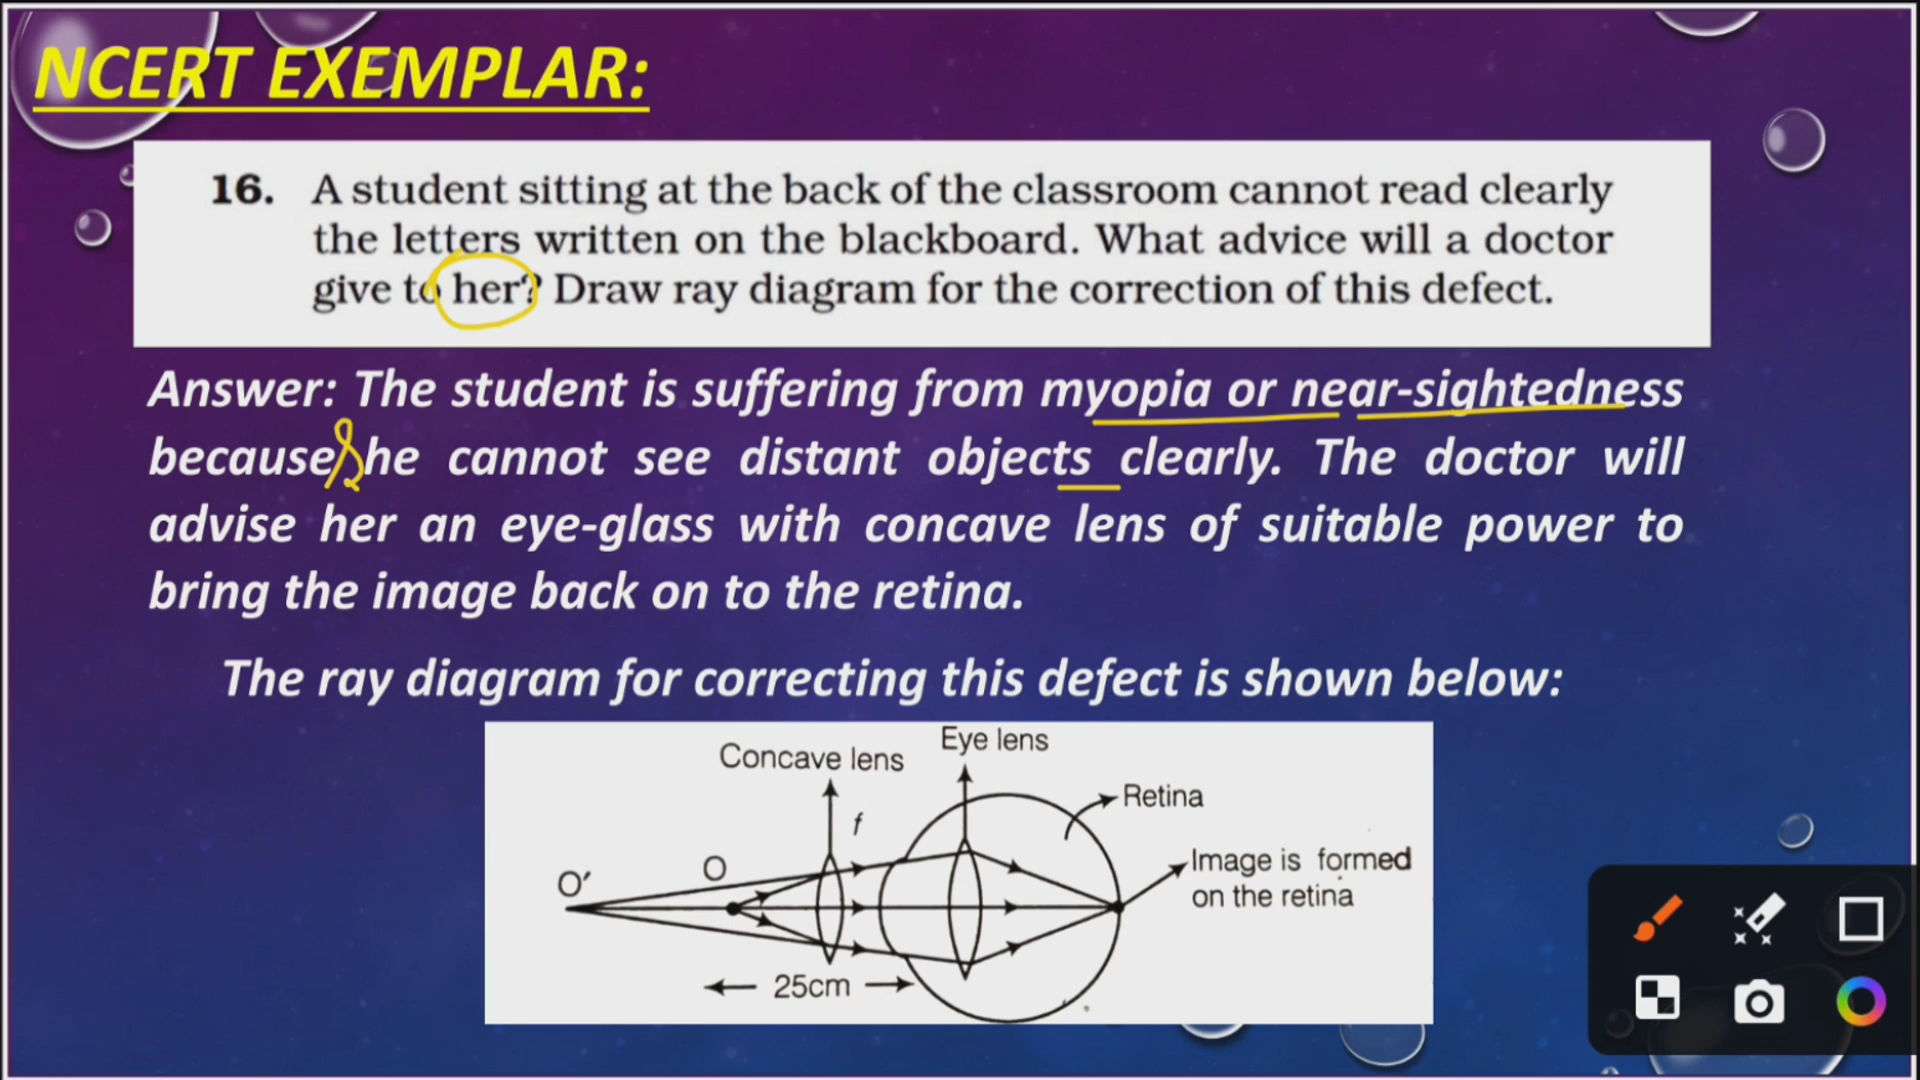 NCERT EXEMPLAR:
16. A student sitting at the back of the classroom cannot read clearly
the letters written on the blackboard. What advice will a doctor
give to her? Draw ray diagram for the correction of this defect.
Answer: The student is suffering from myopia or near-sightedness
because She cannot see distant objects clearly. The doctor will
advise her an eye-glass with concave lens of suitable power to
bring the image back on to the retina.
The ray diagram for correcting this defect is shown below:
Eye lens
Concave lens
Retina
f
O
O′
Image is formed
on the retina
25cm